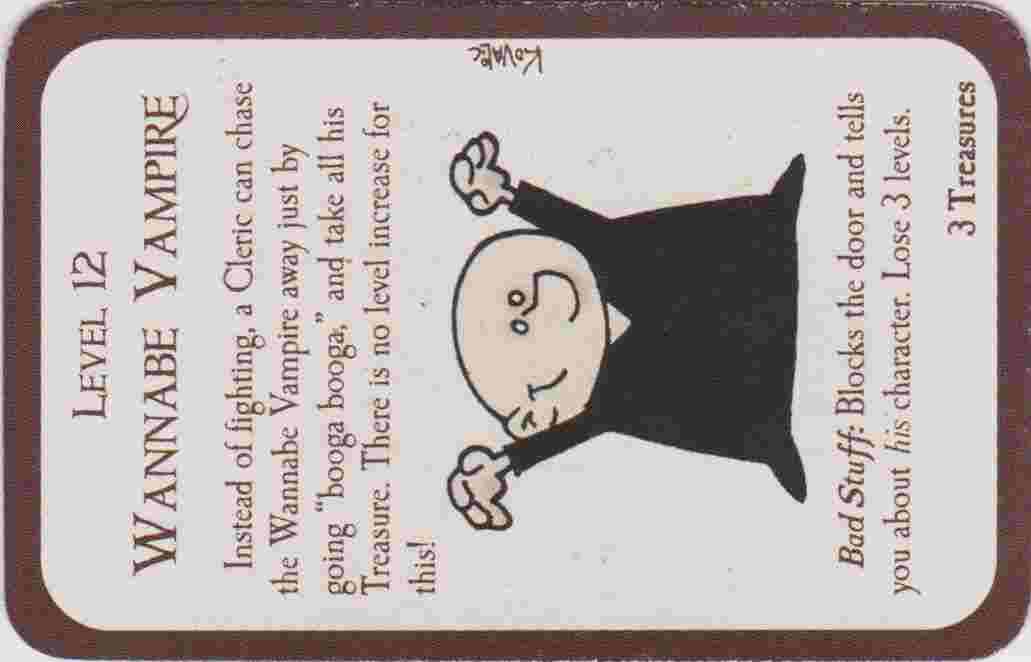 LEVEL 12
WANNABE VAMPIRE
Instead of fighting, a Cleric can chase
the Wannabe Vampire away just by
going “booga booga,” and take all his
Treasure. There is no level increase for
this!
KOVALIC
Bad Stuff: Blocks the door and tells
you about his character. Lose 3 levels.
3 Treasures